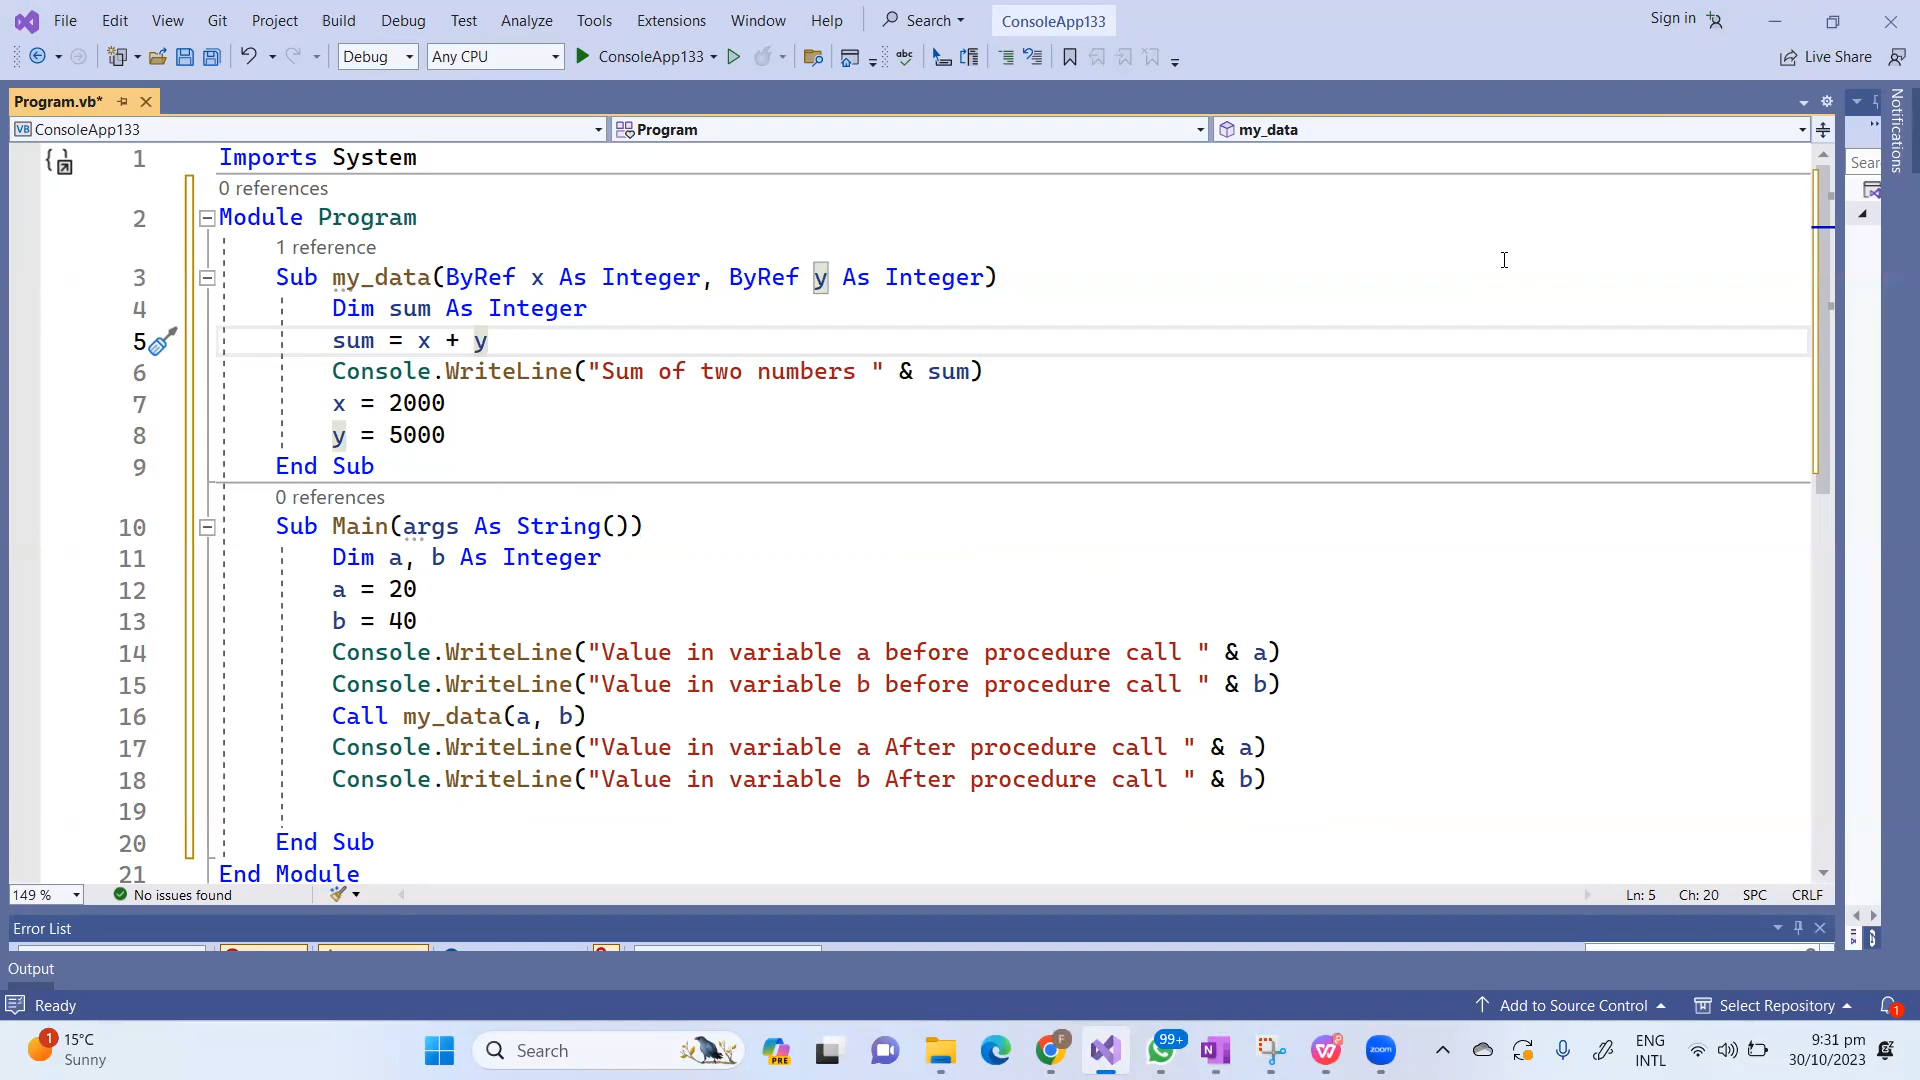 File Edit View Git Project Build Debug Test Analyze Tools Extensions Window Help Search ConsoleApp133 Sign in
Debug Any CPU ConsoleApp133 abc Live Share
Program.vb*
VB ConsoleApp133 Program my_data
Notifications
Sear
1 Imports System
0 references
2 Module Program
1 reference
3 Sub my_data(ByRef x As Integer, ByRef y As Integer)
4 Dim sum As Integer
5 sum = x + y
6 Console.WriteLine("Sum of two numbers " & sum)
7 x = 2000
8 y = 5000
9 End Sub
0 references
10 Sub Main(args As String())
11 Dim a, b As Integer
12 a = 20
13 b = 40
14 Console.WriteLine("Value in variable a before procedure call " & a)
15 Console.WriteLine("Value in variable b before procedure call " & b)
16 Call my_data(a, b)
17 Console.WriteLine("Value in variable a After procedure call " & a)
18 Console.WriteLine("Value in variable b After procedure call " & b)
19
20 End Sub
21 End Module
149 % No issues found Ln: 5 Ch: 20 SPC CRLF
Error List
Output
Ready Add to Source Control Select Repository 1
1 15°C
Sunny
Search PRE 99+ zoom ENG
INTL
9:31 pm
30/10/2023